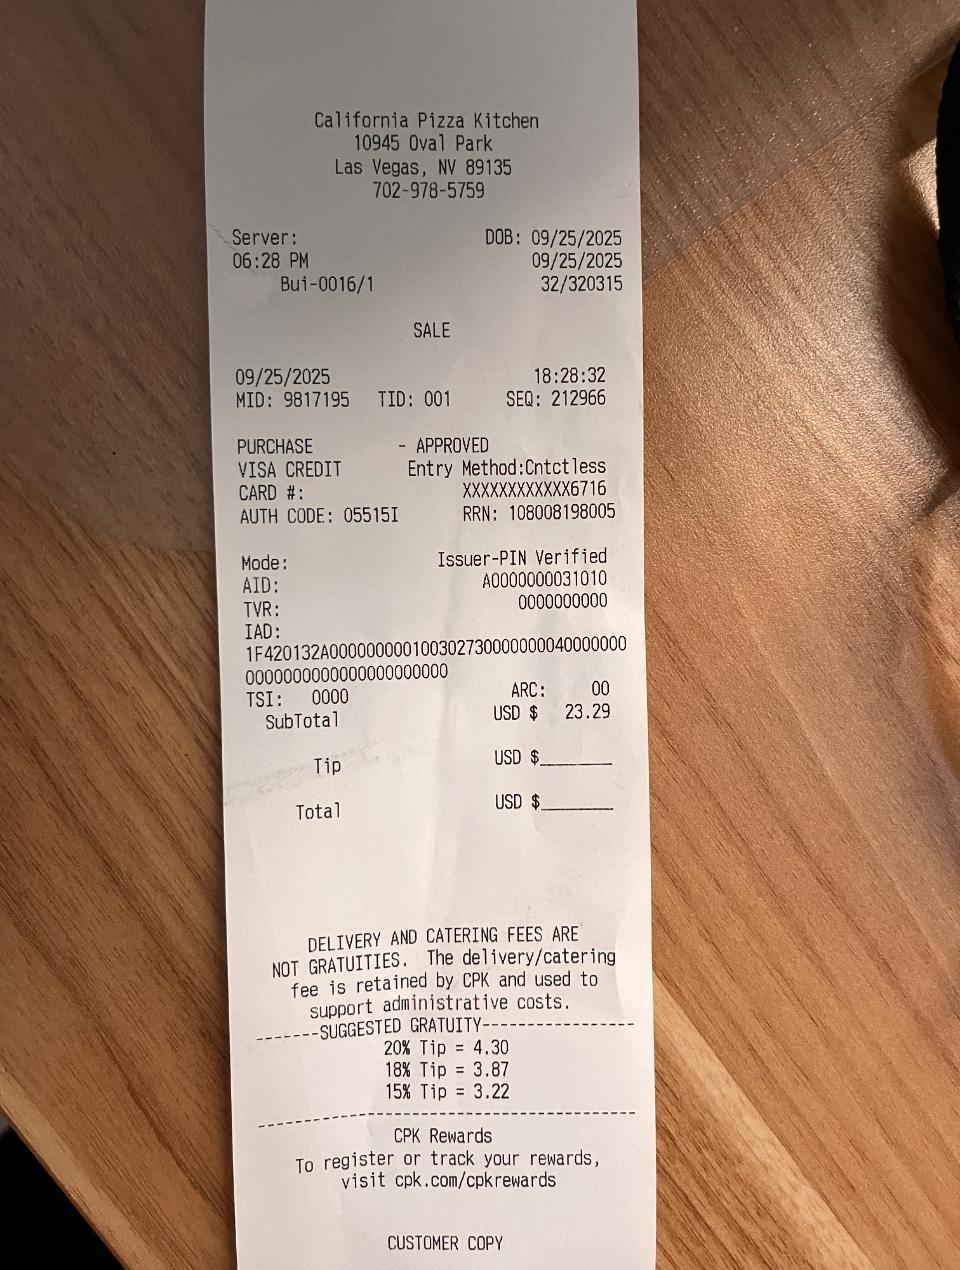 California Pizza Kitchen
10945 Oval Park
Las Vegas, NV 89135
702-978-5759
Server: DOB: 09/25/2025
06:28 PM 09/25/2025
Bui-0016/1 32/320315
SALE
09/25/2025 18:28:32
MID: 9817195 TID: 001 SEQ: 212966
PURCHASE - APPROVED
VISA CREDIT Entry Method:Cntctless
CARD #: XXXXXXXXXXXX6716
AUTH CODE: 05515I RRN: 108008198005
Mode: Issuer-PIN Verified
AID: A0000000031010
TVR: 0000000000
IAD:
1F420132A000000000100302730000000040000000
00000000000000000000000
TSI: 0000 ARC: 00
SubTotal USD $ 23.29
Tip USD $______
Total USD $______
DELIVERY AND CATERING FEES ARE
NOT GRATUITIES. The delivery/catering
fee is retained by CPK and used to
support administrative costs.
-------SUGGESTED GRATUITY-----------------
20% Tip = 4.30
18% Tip = 3.87
15% Tip = 3.22
------------------------------------------
CPK Rewards
To register or track your rewards,
visit cpk.com/cpkrewards
CUSTOMER COPY